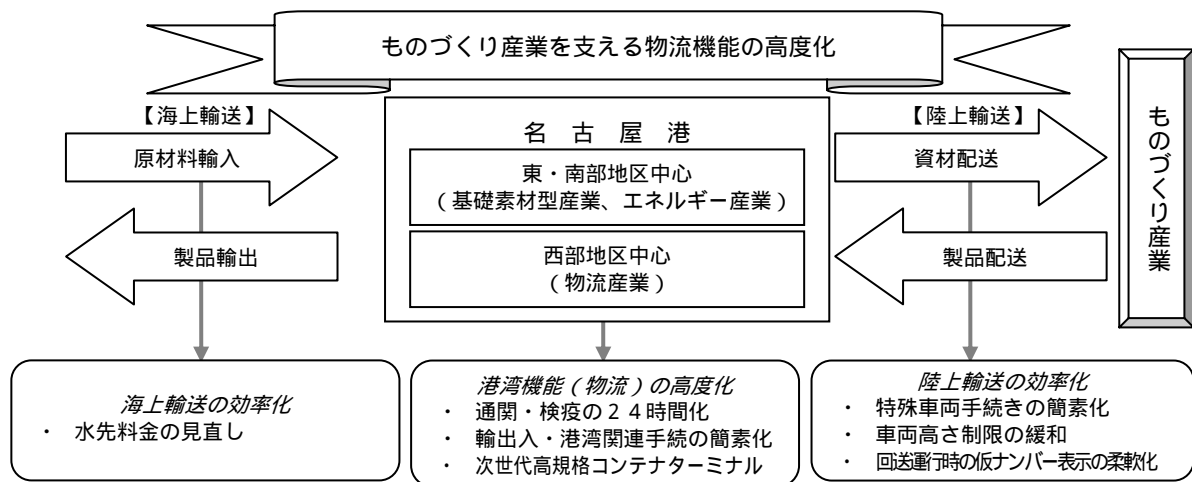 ものづくり産業を支える物流機能の高度化
【海上輸送】
原材料輸入
製品輸出
名古屋港
東・南部地区中心
(基礎素材型産業、エネルギー産業)
西部地区中心
(物流産業)
【陸上輸送】
資材配送
製品配送
ものづくり産業
海上輸送の効率化
・ 水先料金の見直し
港湾機能(物流)の高度化
・ 通関・検疫の24時間化
・ 輸出入・港湾関連手続の簡素化
・ 次世代高規格コンテナターミナル
陸上輸送の効率化
・ 特殊車両手続きの簡素化
・ 車両高さ制限の緩和
・ 回送運行時の仮ナンバー表示の柔軟化